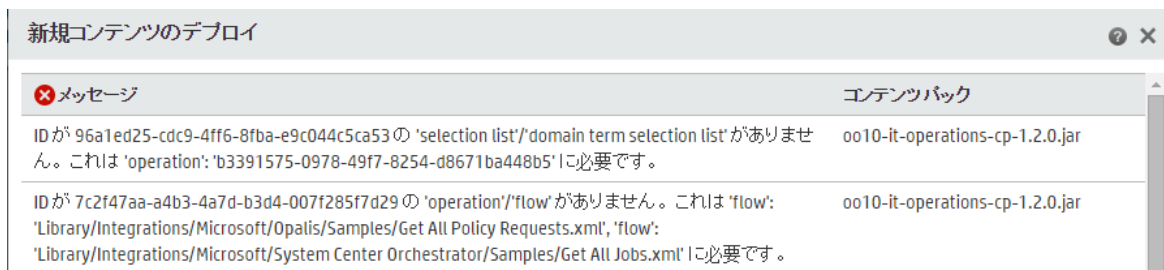 新規コンテンツのデプロイ
メッセージ
コンテンツパック
IDが 96a1ed25-cdc9-4ff6-8fba-e9c044c5ca53の 'selection list'/'domain term selection list'がありませ
ん。これは 'operation': 'b3391575-0978-49f7-8254-d8671ba448b5'に必要です。
oo10-it-operations-cp-1.2.0.jar
IDが 7c2f47aa-a4b3-4a7d-b3d4-007f285f7d29の 'operation'/'flow'がありません。これは 'flow':
'Library/Integrations/Microsoft/Opalis/Samples/Get All Policy Requests.xml', 'flow':
'Library/Integrations/Microsoft/System Center Orchestrator/Samples/Get All Jobs.xml'に必要です。
oo10-it-operations-cp-1.2.0.jar